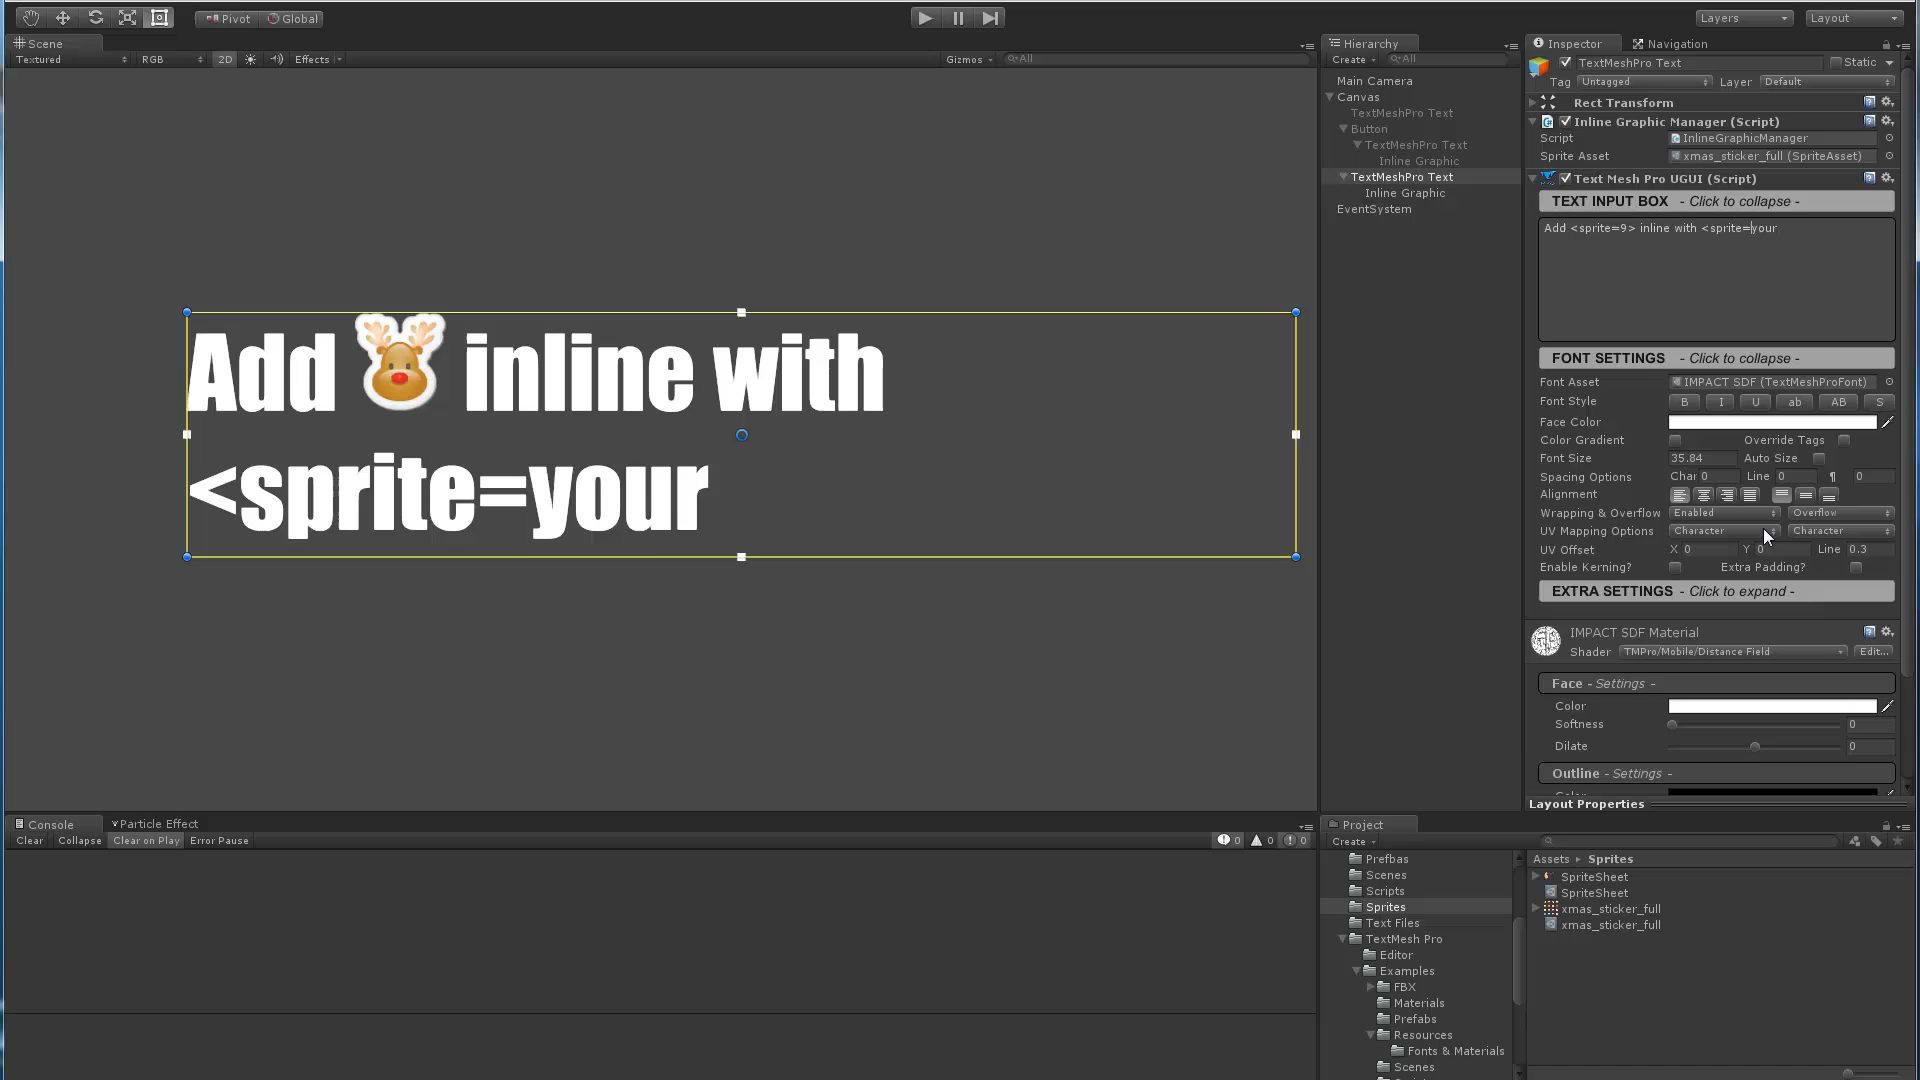 Pivot Global Layers Layout
Scene
Textured RGB 2D Effects Gizmos All
Add inline with
<sprite=your
Hierarchy
Create All
Main Camera
Canvas
TextMeshPro Text
Button
TextMeshPro Text
Inline Graphic
TextMeshPro Text
Inline Graphic
EventSystem
Inspector Navigation
TextMeshPro Text Static
Tag Untagged Layer Default
Rect Transform
Inline Graphic Manager (Script)
Script InlineGraphicManager
Sprite Asset xmas_sticker_full (SpriteAsset)
Text Mesh Pro UGUI (Script)
TEXT INPUT BOX - Click to collapse -
Add <sprite=9> inline with <sprite=your
FONT SETTINGS - Click to collapse -
Font Asset IMPACT SDF (TextMeshProFont)
Font Style B I U ab AB S
Face Color
Color Gradient Override Tags
Font Size 35.84 Auto Size
Spacing Options Char 0 Line 0 ¶ 0
Alignment
Wrapping & Overflow Enabled Overflow
UV Mapping Options Character Character
UV Offset X 0 Y 0 Line 0.3
Enable Kerning? Extra Padding?
EXTRA SETTINGS - Click to expand -
IMPACT SDF Material
Shader TMPro/Mobile/Distance Field Edit...
Face - Settings -
Color
Softness 0
Dilate 0
Outline - Settings -
Color
Layout Properties
Console Particle Effect
Clear Collapse Clear on Play Error Pause 0 0 0
Project
Create
Prefbas
Scenes
Scripts
Sprites
Text Files
TextMesh Pro
Editor
Examples
FBX
Materials
Prefabs
Resources
Fonts & Materials
Scenes
Assets Sprites
SpriteSheet
SpriteSheet
xmas_sticker_full
xmas_sticker_full